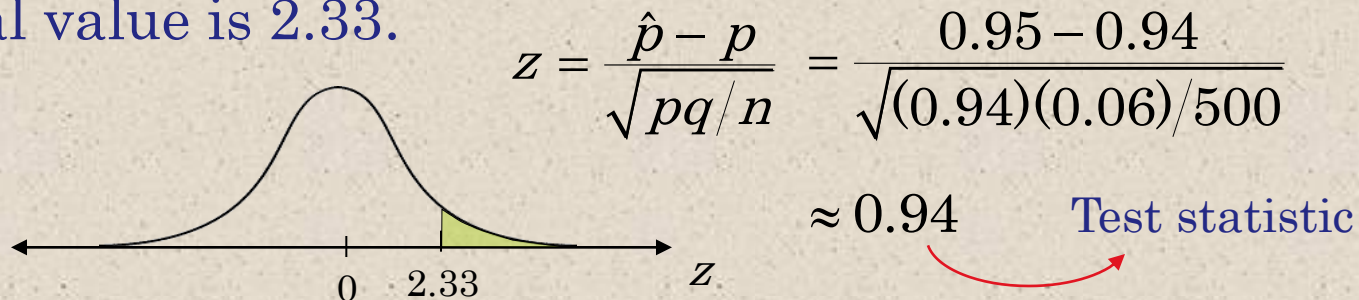 al value is 2.33.
z = p̂ – p / √pq/n = 0.95 – 0.94 / √(0.94)(0.06)/500
≈ 0.94 Test statistic
0 2.33 z